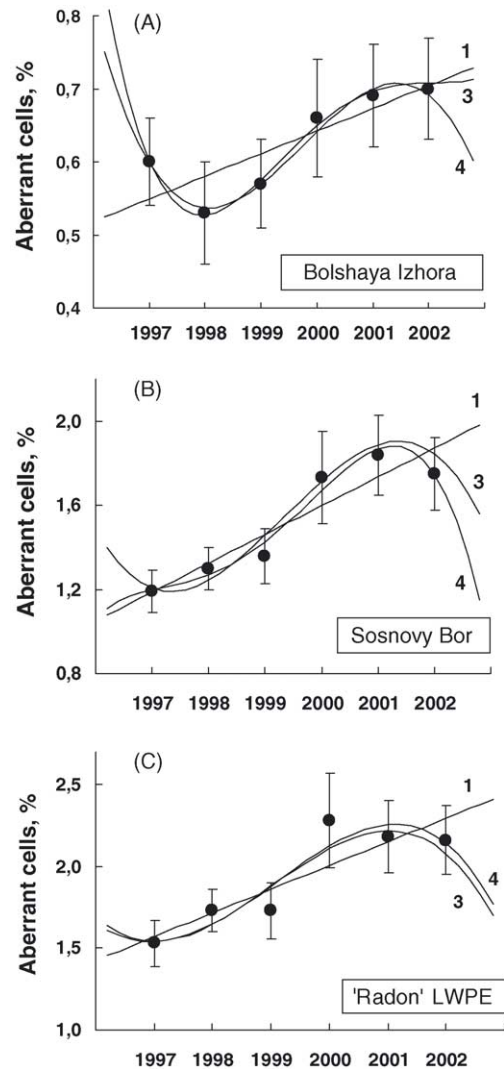 (A)
Aberrant cells, %
0,8
0,7
0,6
0,5
0,4
1
3
4
Bolshaya Izhora
1997 1998 1999 2000 2001 2002
(B)
Aberrant cells, %
2,0
1,6
1,2
0,8
1
3
4
Sosnovy Bor
1997 1998 1999 2000 2001 2002
(C)
Aberrant cells, %
2,5
2,0
1,5
1,0
1
4
3
'Radon' LWPE
1997 1998 1999 2000 2001 2002